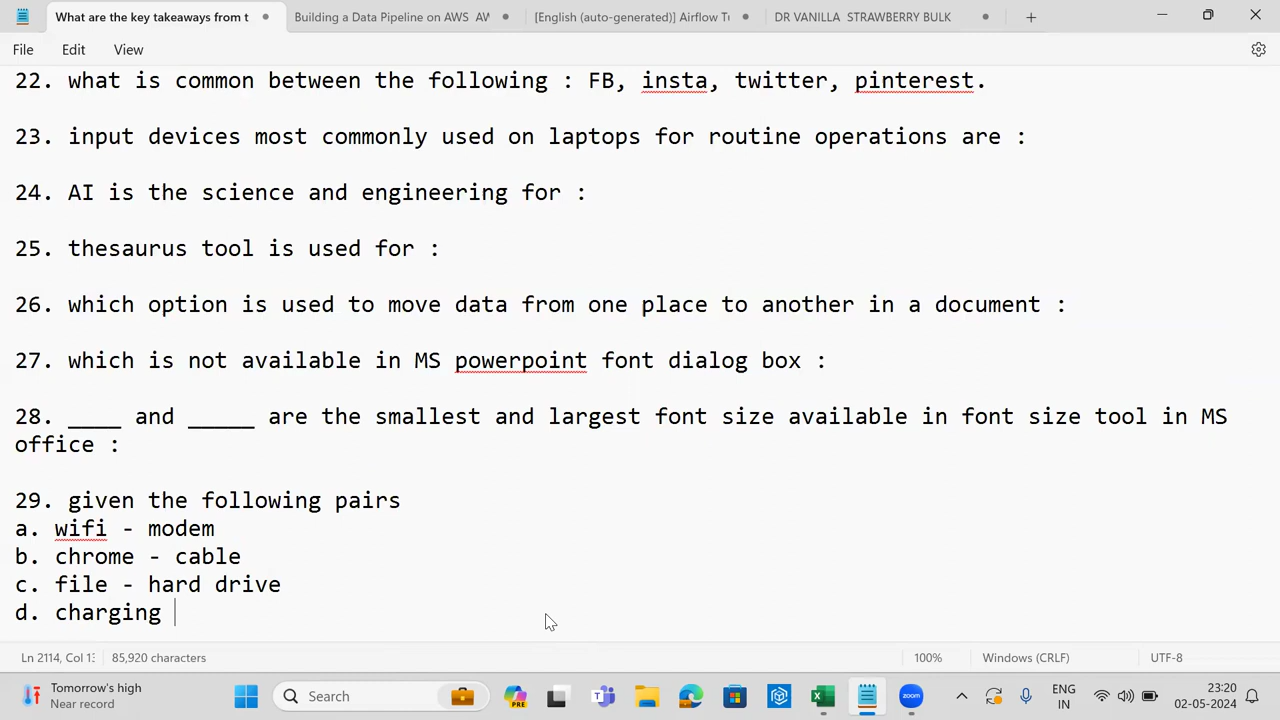 What are the key takeaways from t
Building a Data Pipeline on AWS AW
[English (auto-generated)] Airflow Tu
DR VANILLA STRAWBERRY BULK
File Edit View
22. what is common between the following : FB, insta, twitter, pinterest.
23. input devices most commonly used on laptops for routine operations are :
24. AI is the science and engineering for :
25. thesaurus tool is used for :
26. which option is used to move data from one place to another in a document :
27. which is not available in MS powerpoint font dialog box :
28. ____ and _____ are the smallest and largest font size available in font size tool in MS
office :
29. given the following pairs
a. wifi - modem
b. chrome - cable
c. file - hard drive
d. charging
Ln 2114, Col 13 85,920 characters 100% Windows (CRLF) UTF-8
Tomorrow's high
Near record
Search
PRE
zoom
ENG
IN
23:20
02-05-2024